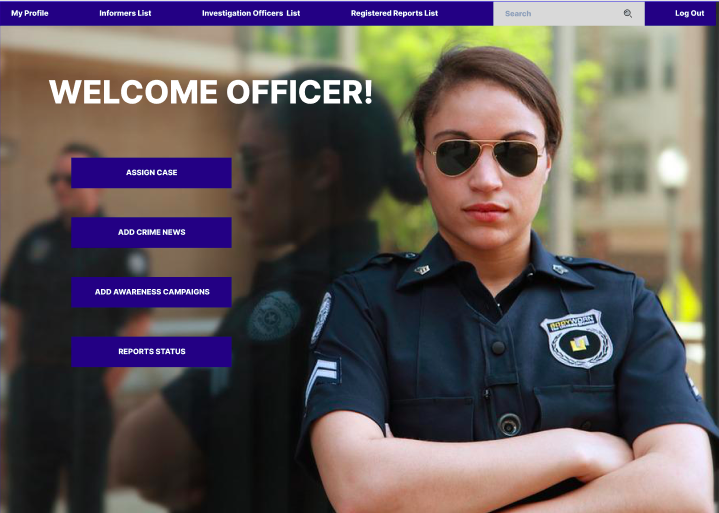 My Profile
Informers List
Investigation Officers List
Registered Reports List
Search
Log Out
WELCOME OFFICER!
ASSIGN CASE
ADD CRIME NEWS
ADD AWARENESS CAMPAIGNS
REPORTS STATUS